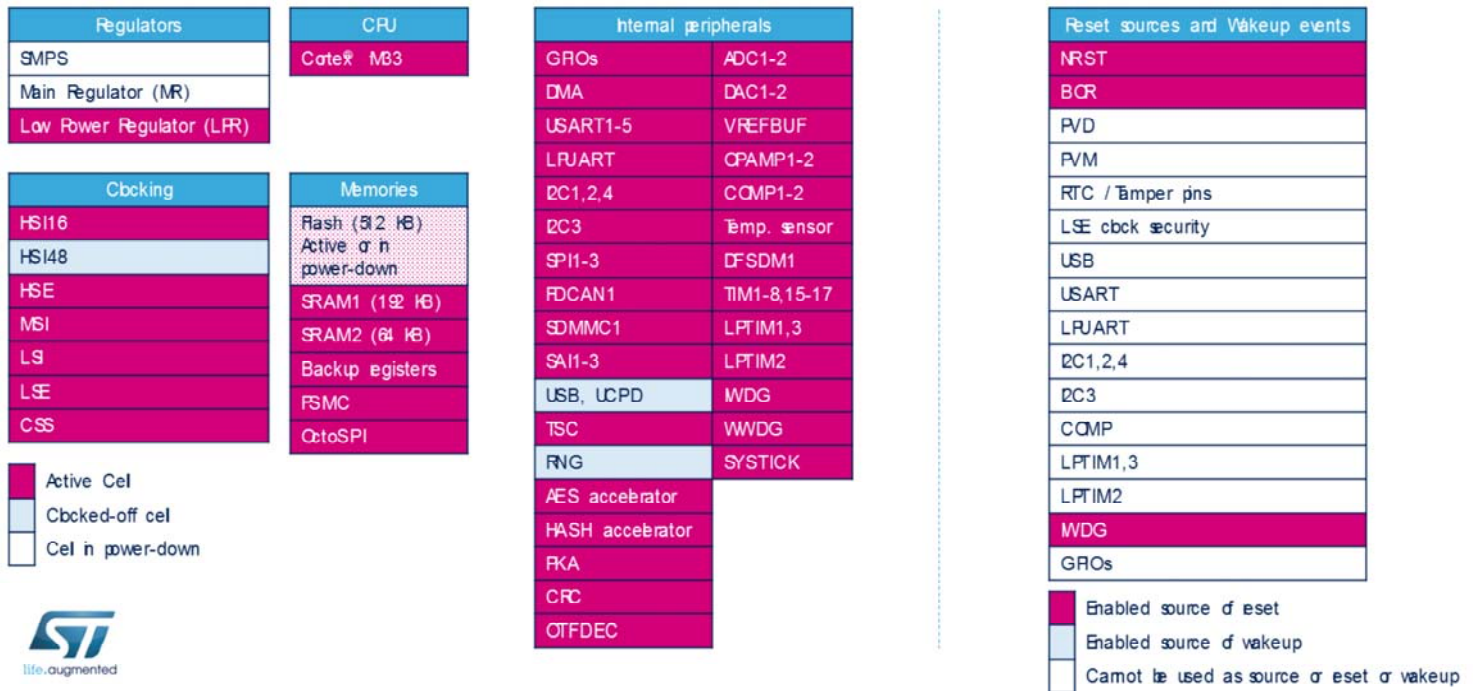 Regulators
SMPS
Main Regulator (MR)
Low Power Regulator (LPR)
Clocking
HSI16
HSI48
HSE
MSI
LSI
LSE
CSS
Active Cell
Clocked-off cell
Cell in power-down
life.augmented
CPU
Cortex® M33
Memories
Flash (512 KB)
Active or in
power-down
SRAM1 (192 KB)
SRAM2 (64 KB)
Backup registers
FSMC
OctoSPI
Internal peripherals
GPIOs ADC1-2
DMA DAC1-2
USART1-5 VREFBUF
LPUART OPAMP1-2
I2C1,2,4 COMP1-2
I2C3 Temp. sensor
SPI1-3 DFSDM1
FDCAN1 TIM1-8,15-17
SDMMC1 LPTIM1,3
SAI1-3 LPTIM2
USB, UCPD IWDG
TSC WWDG
RNG SYSTICK
AES accelerator
HASH accelerator
PKA
CRC
OTFDEC
Reset sources and Wakeup events
NRST
BOR
PVD
PVM
RTC / Tamper pins
LSE clock security
USB
USART
LPUART
I2C1,2,4
I2C3
COMP
LPTIM1,3
LPTIM2
IWDG
GPIOs
Enabled source of reset
Enabled source of wakeup
Cannot be used as source or reset or wakeup